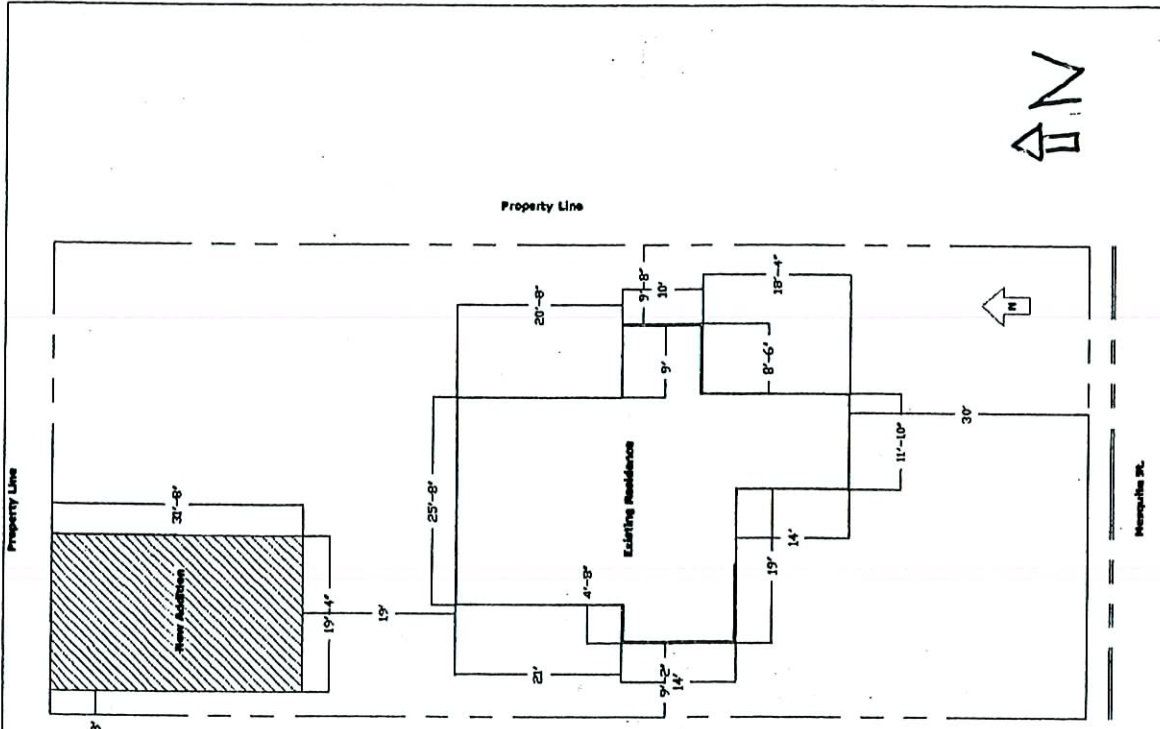 N
Property Line
Property Line
20'-8"
9'-8"
10'
18'-4"
N
9'
8'-6"
25'-8"
31'-8"
New Addition
19'-4"
19'
Existing Residence
11'-10"
30'
4'-8"
14'
19'
21'
9'-2"
14'
Mesquite St.